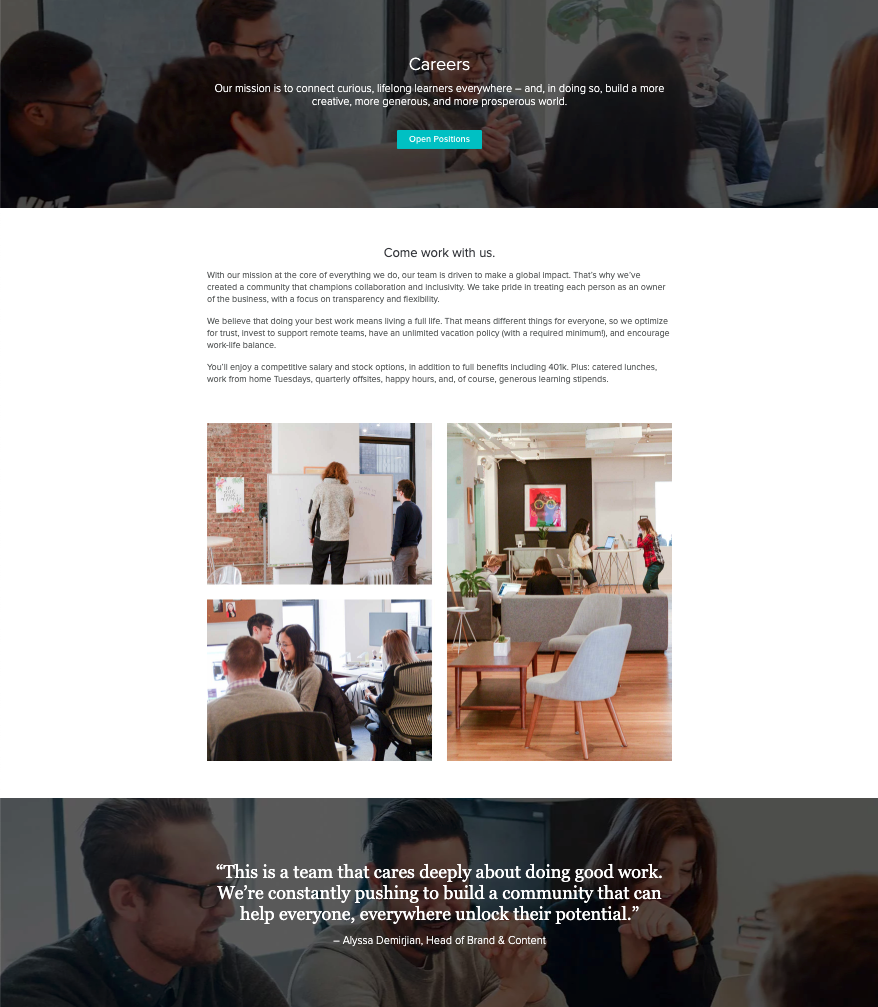 Careers
Our mission is to connect curious, lifelong learners everywhere – and, in doing so, build a more
creative, more generous, and more prosperous world.
Open Positions
Come work with us.
With our mission at the core of everything we do, our team is driven to make a global impact. That's why we've
created a community that champions collaboration and inclusivity. We take pride in treating each person as an owner
of the business, with a focus on transparency and flexibility.
We believe that doing your best work means living a full life. That means different things for everyone, so we optimize
for trust, invest to support remote teams, have an unlimited vacation policy (with a required minimum!), and encourage
work-life balance.
You'll enjoy a competitive salary and stock options, in addition to full benefits including 401k. Plus: catered lunches,
work from home Tuesdays, quarterly offsites, happy hours, and, of course, generous learning stipends.
“This is a team that cares deeply about doing good work.
We’re constantly pushing to build a community that can
help everyone, everywhere unlock their potential.”
– Alyssa Demirjian, Head of Brand & Content